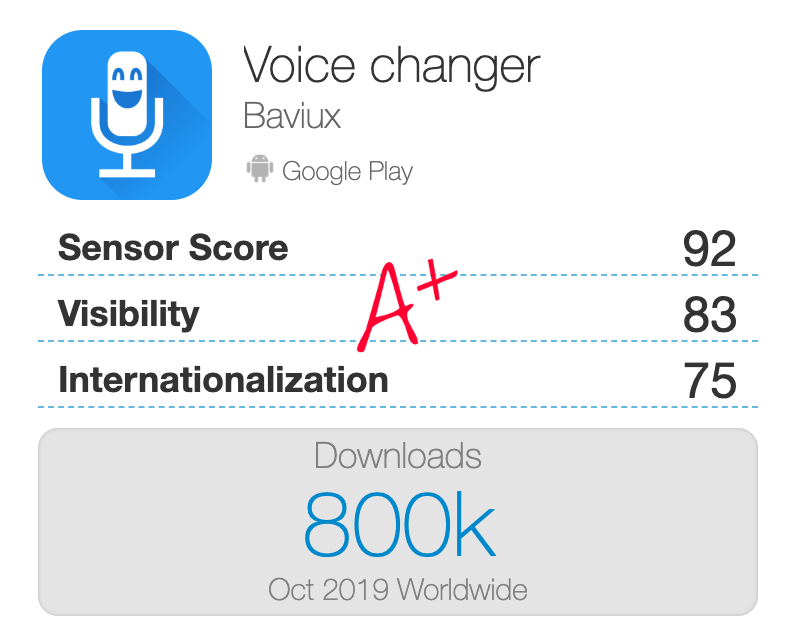 Voice changer
Baviux
Google Play
Sensor Score 92
A+
Visibility 83
Internationalization 75
Downloads
800k
Oct 2019 Worldwide